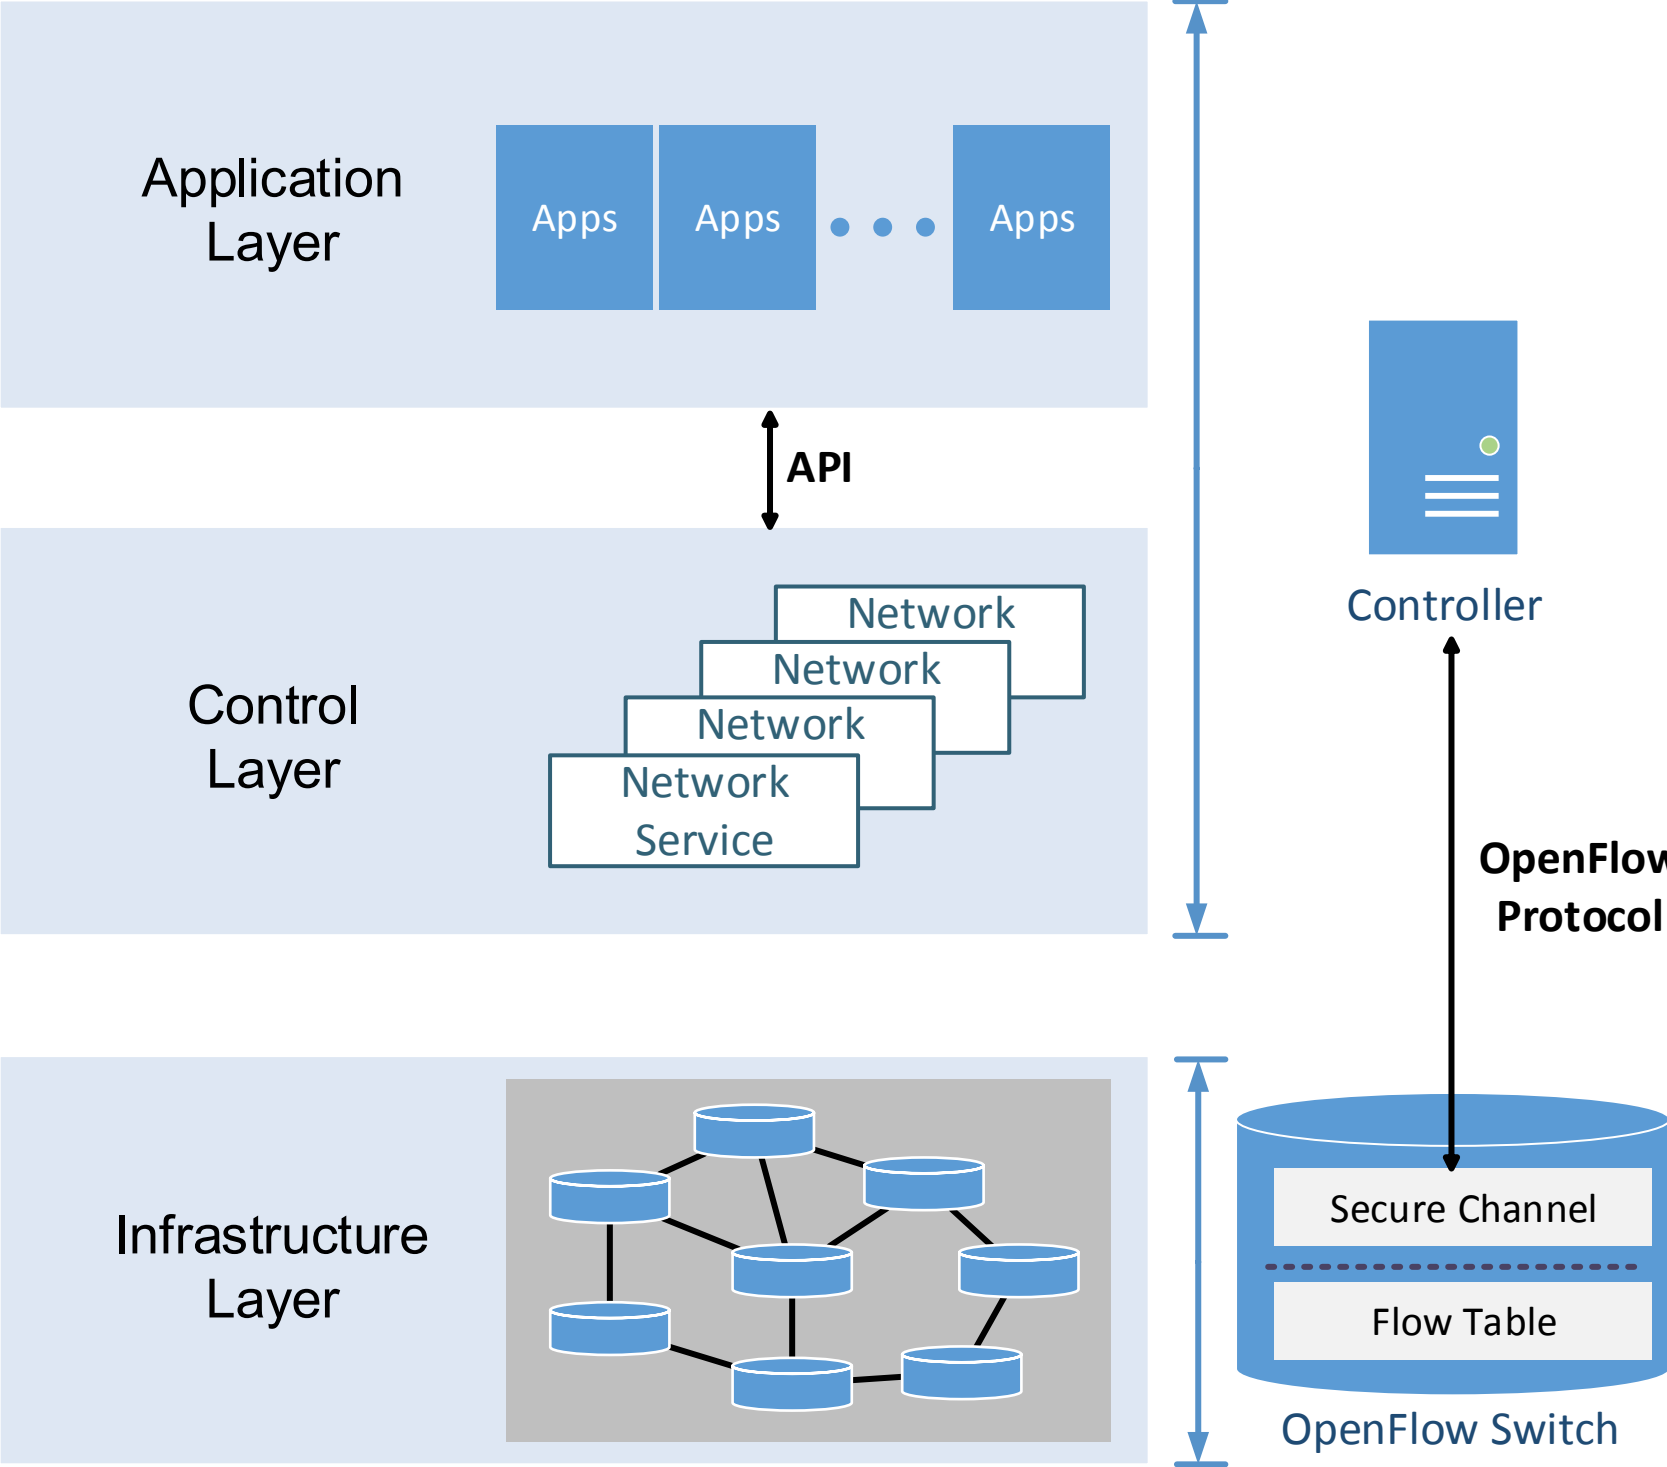 Application
Layer
Apps
Apps
Apps
API
Controller
Control
Layer
Network
Network
Network
Network
Service
OpenFlow
Protocol
Infrastructure
Layer
Secure Channel
Flow Table
OpenFlow Switch